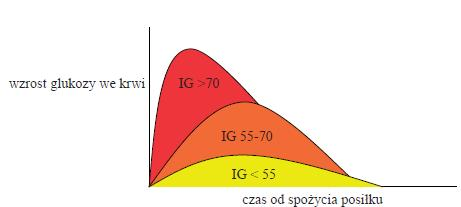 wzrost glukozy we krwi
IG >70
IG 55-70
IG < 55
czas od spożycia posiłku